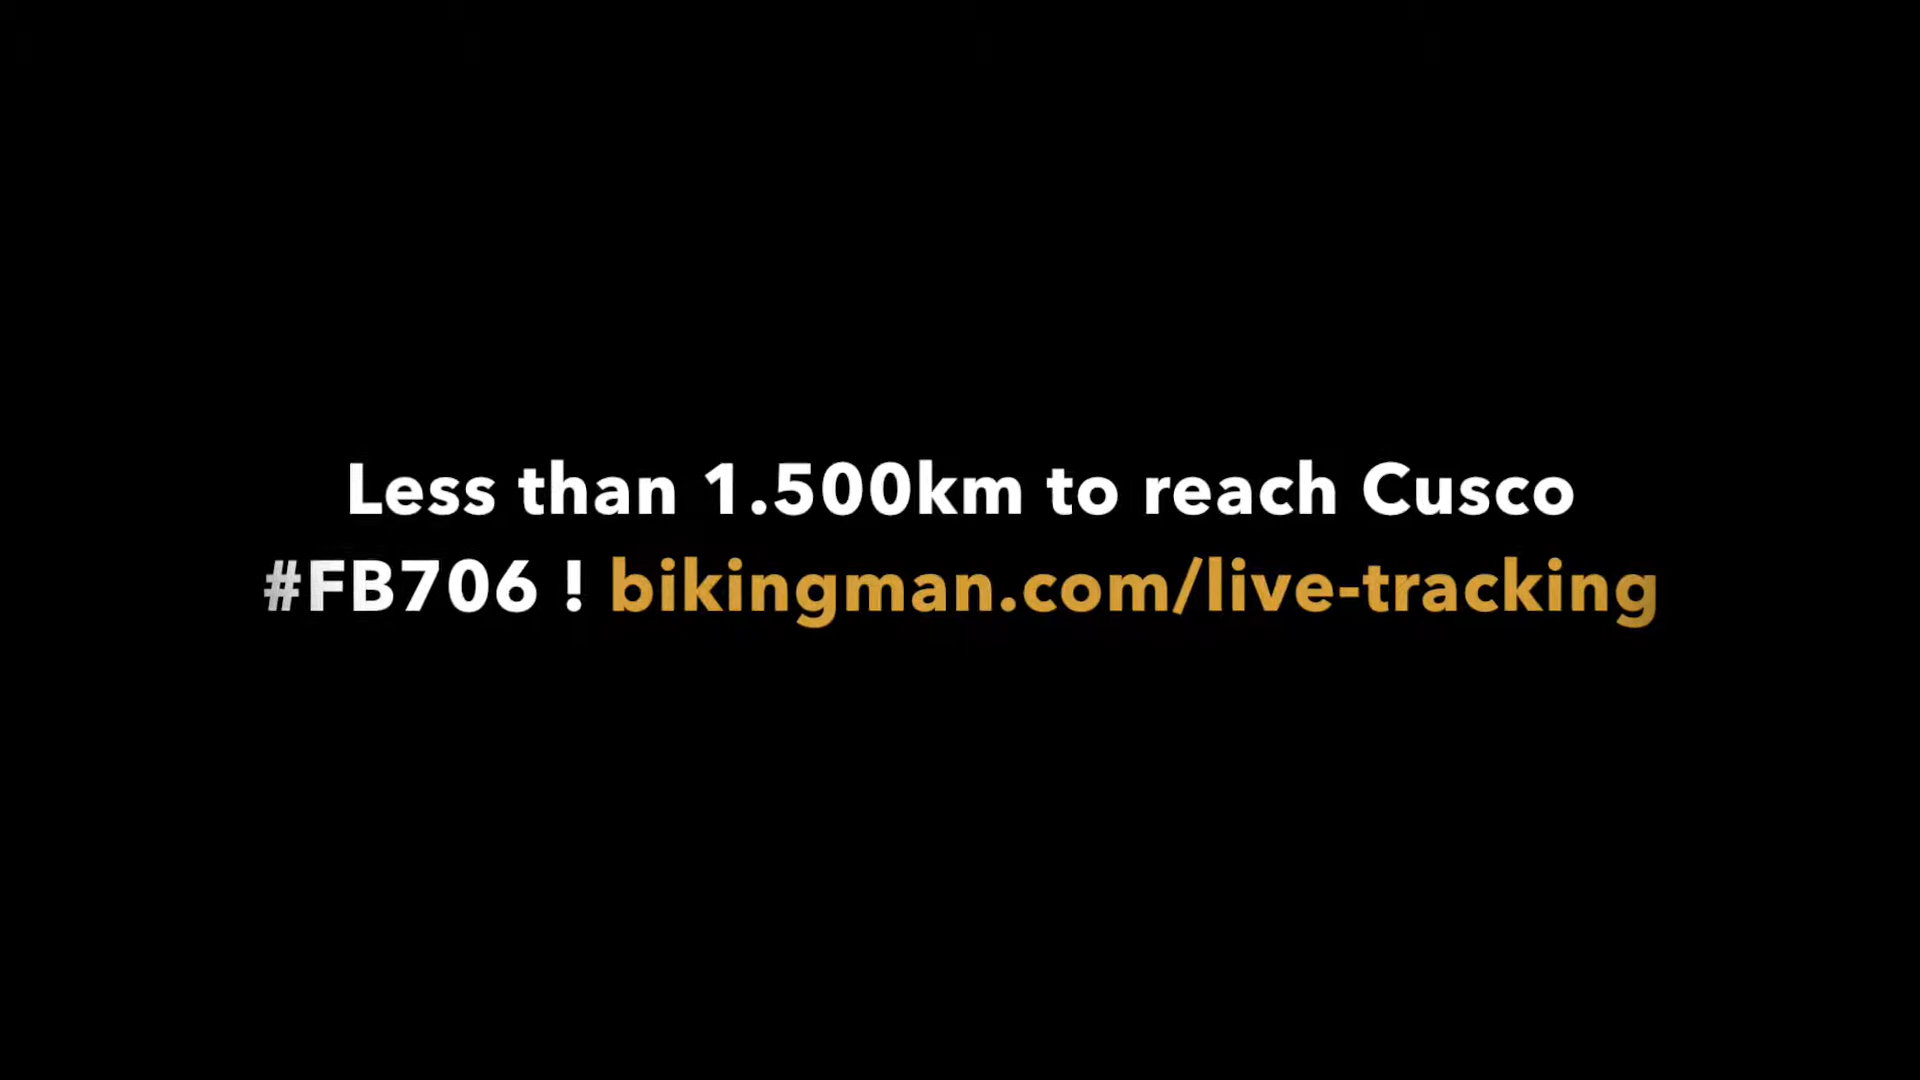 Less than 1.500km to reach Cusco
#FB706 ! bikingman.com/live-tracking